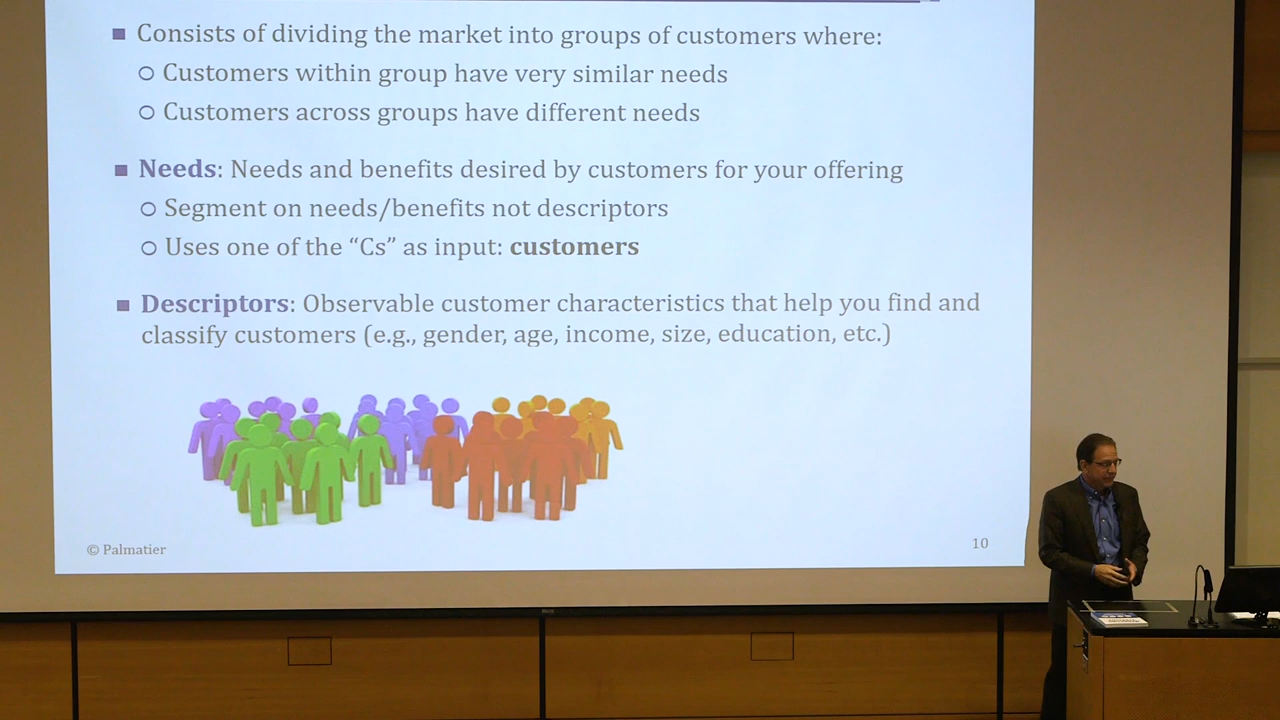 ■ Consists of dividing the market into groups of customers where:
○ Customers within group have very similar needs
○ Customers across groups have different needs
■ Needs: Needs and benefits desired by customers for your offering
○ Segment on needs/benefits not descriptors
○ Uses one of the “Cs” as input: customers
■ Descriptors: Observable customer characteristics that help you find and
classify customers (e.g., gender, age, income, size, education, etc.)
© Palmatier
10